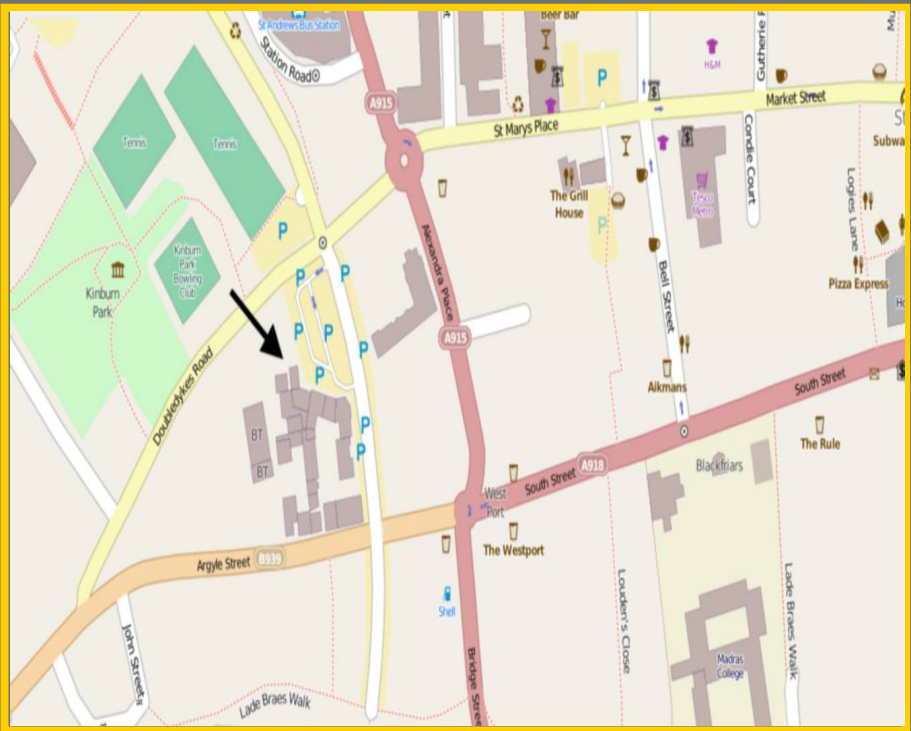 Beer Bar
St Andrews Bus Station
Station Road
H&M
P
A915
Market Street
St Marys Place
Condie Court
Tennis
Tennis
Subwa
The Grill
House
Tesco
Metro
Logies Lane
P
P
Alexandra Place
Kinburn
Park
Bowling
Club
Bell Street
P
P
Pizza Express
Kinburn
Park
Ho
P
P
A915
P
P
Doubledykes Road
South Street
Aikmans
P
BT
The Rule
P
BT
A918
South Street
Blackfriars
West
Port
The Westport
Argyle Street
B939
Shell
Louden's Close
Lade Braes Walk
John Street
Madras
College
Bridge Stree
Lade Braes Walk